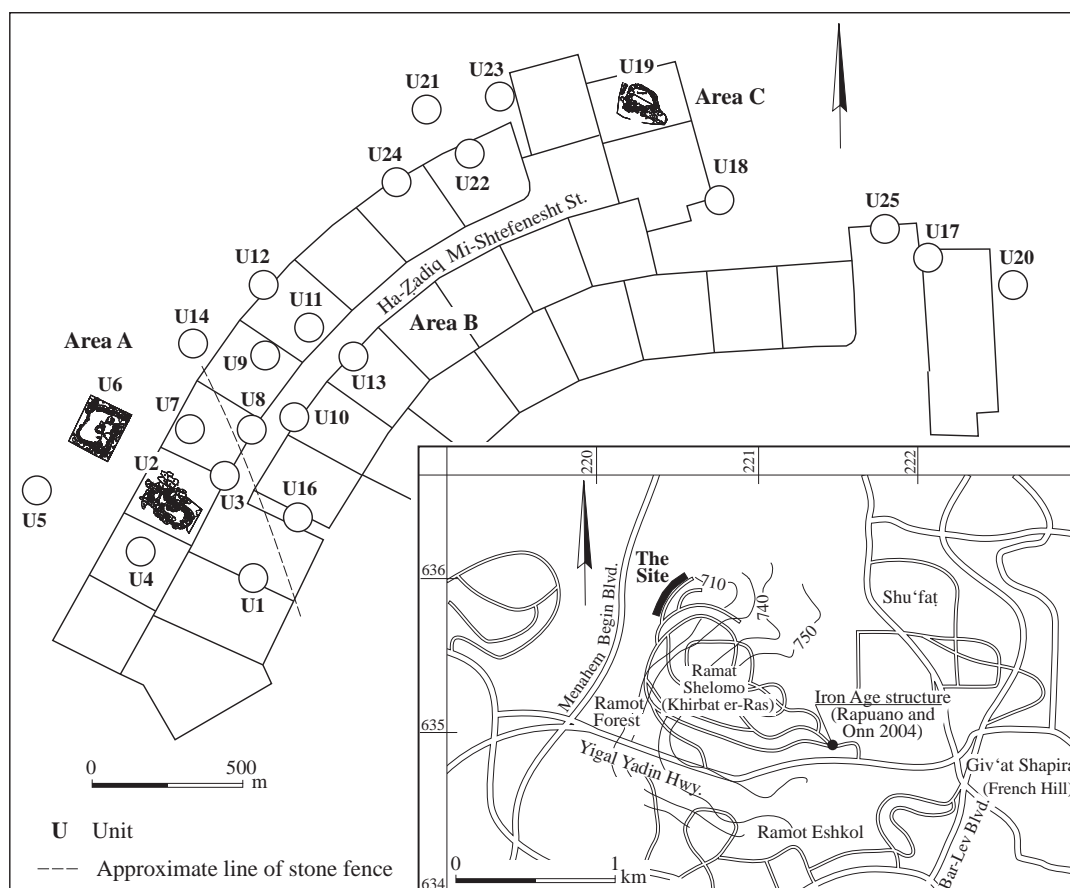 U23
U21
U19
Area C
U24
U22
U18
U25
U17
U12
U20
Ha-Ẓadiq Mi-Shtefenesht St.
U11
U14
Area A
Area B
U9
U13
U6
U7
U8
U10
U2
U3
U5
U16
U4
U1
0 500
m
U Unit
Approximate line of stone fence
220 221 222
636
635
634
The Site
710
740
750
Menahem Begin Blvd.
Shu‘faṭ
Ramat
Shelomo
(Khirbat er-Ras)
Ramot
Forest
Iron Age structure
(Rapuano and
Onn 2004)
Yigal Yadin Hwy.
Giv‘at Shapira
(French Hill)
Ramot Eshkol
Bar-Lev Blvd.
0 1
km